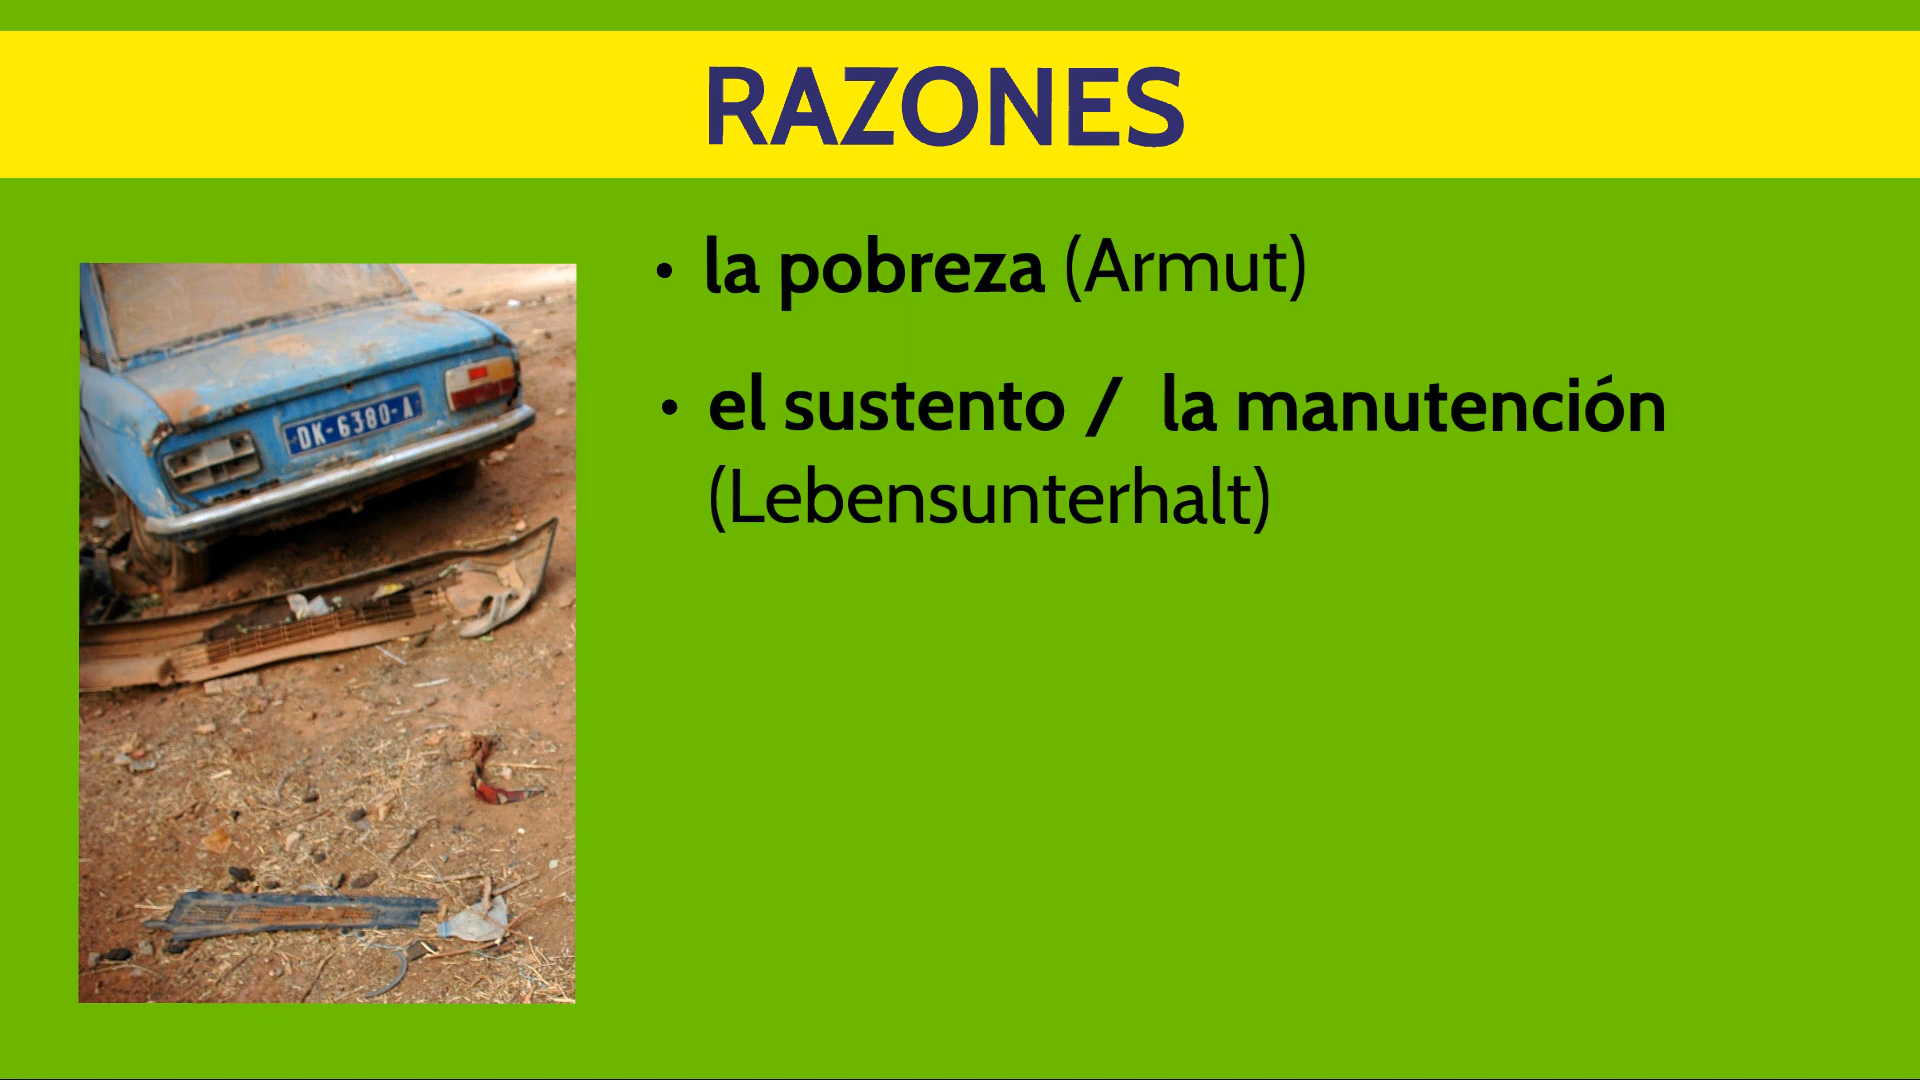 RAZONES
• la pobreza (Armut)
• el sustento / la manutención
(Lebensunterhalt)
DK-6380-A